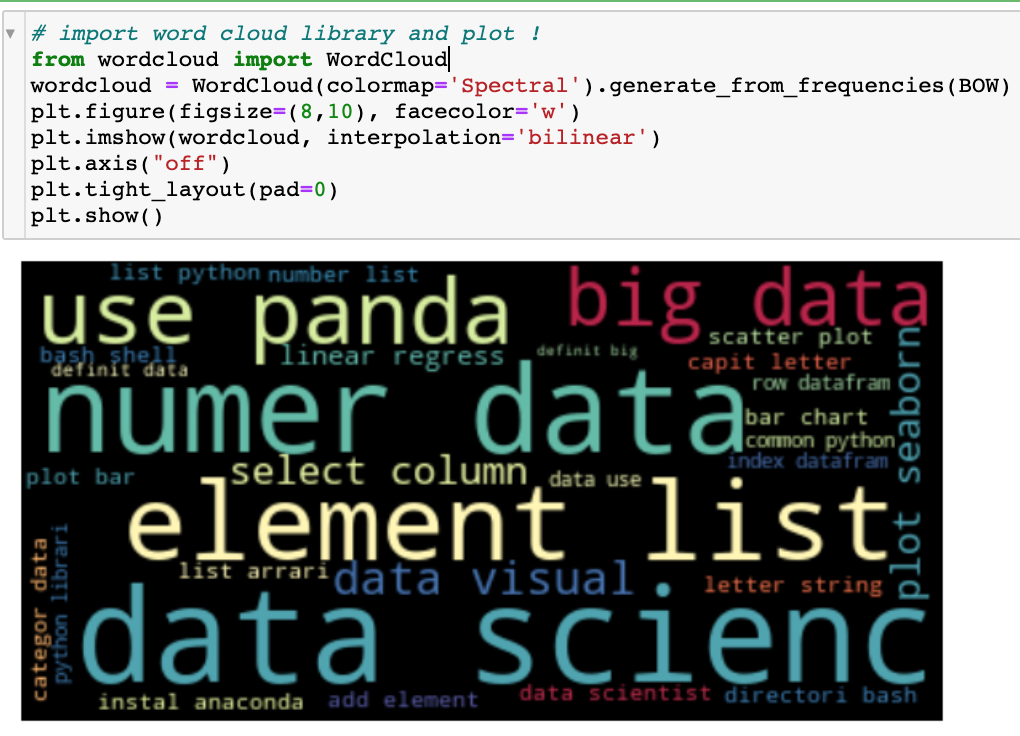 # import word cloud library and plot !
from wordcloud import WordCloud
wordcloud = WordCloud(colormap='Spectral').generate_from_frequencies(BOW)
plt.figure(figsize=(8,10), facecolor='w')
plt.imshow(wordcloud, interpolation='bilinear')
plt.axis("off")
plt.tight_layout(pad=0)
plt.show()
list python
number list
use panda
big data
scatter plot
bash shell
linear regress
definit big
definit data
capit letter
row datafram
numer data
bar chart
common python
index datafram
plot seaborn
plot bar
select column
data use
element list
list arrari
data visual
letter string
categor data
python librari
data scienc
instal anaconda
add element
data scientist
directori bash